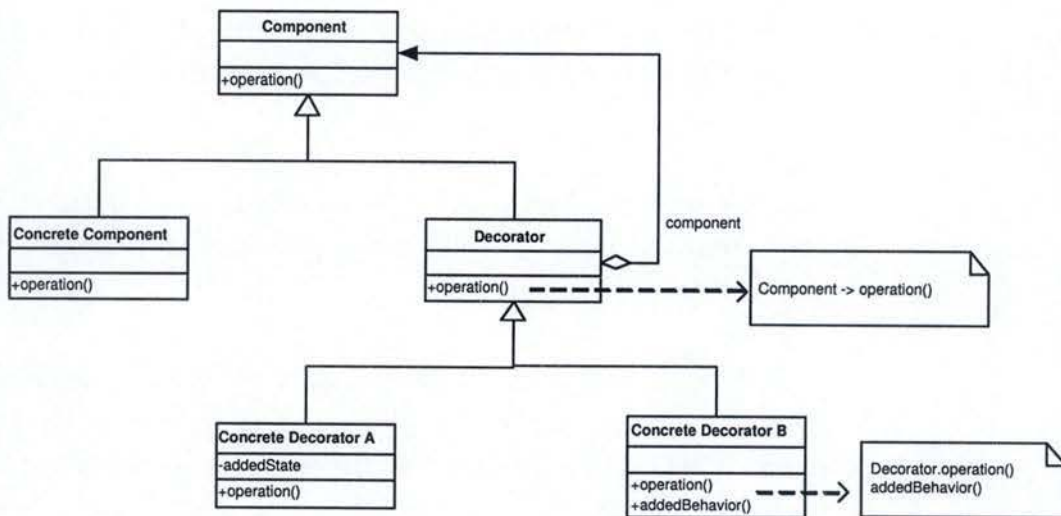 Component
+operation()
component
Concrete Component
+operation()
Decorator
+operation()
Component -> operation()
Concrete Decorator A
-addedState
+operation()
Concrete Decorator B
+operation()
+addedBehavior()
Decorator.operation()
addedBehavior()